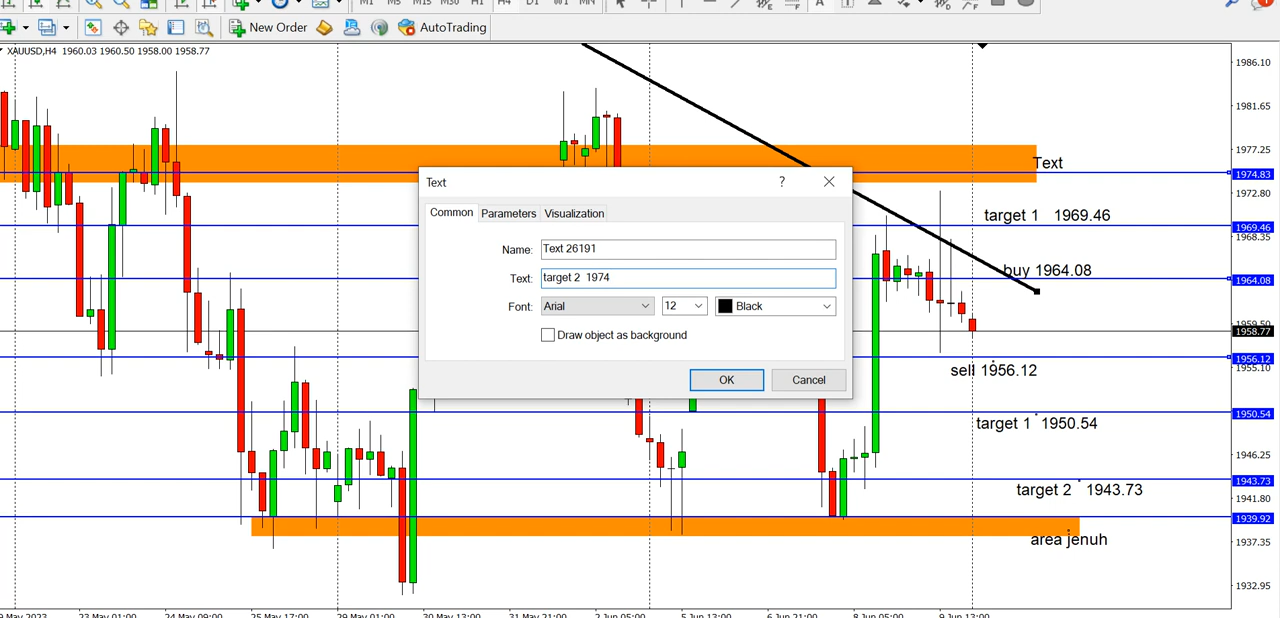 M1 M5 M15 M30 H1 H4 D1 W1 MN A
New Order AutoTrading
XAUUSD,H4 1960.03 1960.50 1958.00 1958.77
1986.10
1981.65
1977.25
Text
1974.83
1972.80
target 1 1969.46
1969.46
1968.35
buy 1964.08
1964.08
1959.50
1958.77
1956.12
sell 1956.12
1955.10
1950.54
target 1 1950.54
1946.25
1943.73
target 2 1943.73
1941.80
1939.92
area jenuh
1937.35
1932.95
Text ?
Common Parameters Visualization
Name: Text 26191
Text: target 2 1974
Font: Arial 12 Black
Draw object as background
OK Cancel
May 2023 23 May 01:00 24 May 09:00 25 May 17:00 29 May 01:00 30 May 13:00 31 May 21:00 2 Jun 05:00 5 Jun 13:00 6 Jun 21:00 8 Jun 05:00 9 Jun 13:00